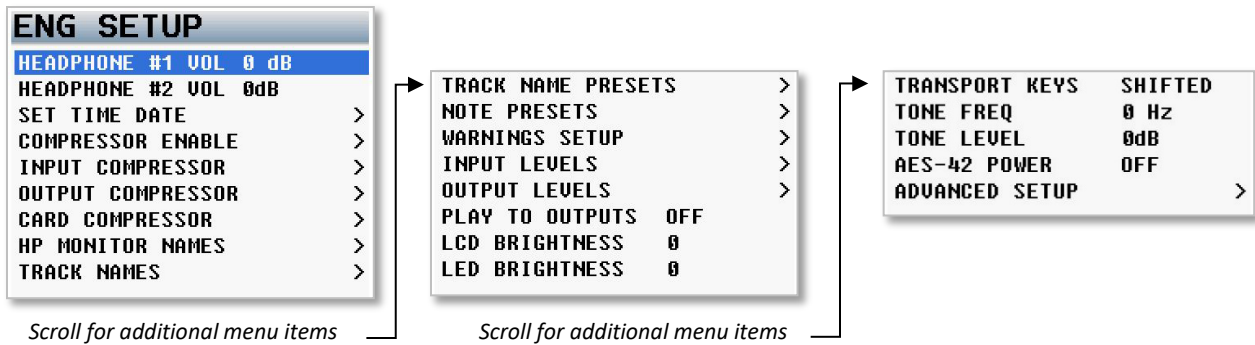 ENG SETUP
HEADPHONE #1 VOL 0 dB
HEADPHONE #2 VOL 0dB
SET TIME DATE >
COMPRESSOR ENABLE >
INPUT COMPRESSOR >
OUTPUT COMPRESSOR >
CARD COMPRESSOR >
HP MONITOR NAMES >
TRACK NAMES >
Scroll for additional menu items
TRACK NAME PRESETS >
NOTE PRESETS >
WARNINGS SETUP >
INPUT LEVELS >
OUTPUT LEVELS >
PLAY TO OUTPUTS OFF
LCD BRIGHTNESS 0
LED BRIGHTNESS 0
Scroll for additional menu items
TRANSPORT KEYS SHIFTED
TONE FREQ 0 Hz
TONE LEVEL 0dB
AES-42 POWER OFF
ADVANCED SETUP >